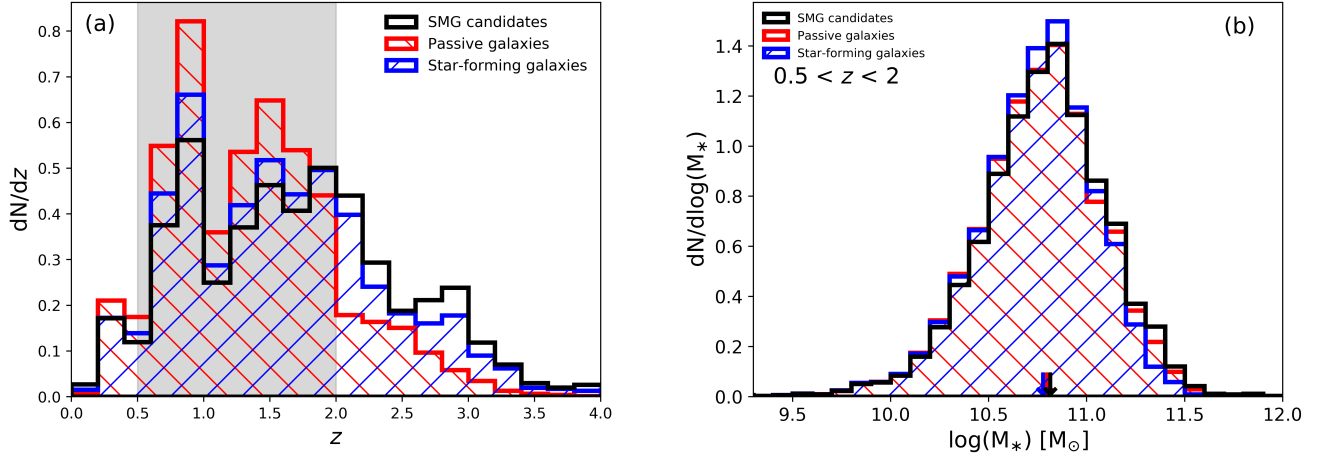 (a)
SMG candidates
Passive galaxies
Star-forming galaxies
dN/dz
0.8
0.7
0.6
0.5
0.4
0.3
0.2
0.1
0.0
0.0 0.5 1.0 1.5 2.0 2.5 3.0 3.5 4.0
z
(b)
SMG candidates
Passive galaxies
Star-forming galaxies
0.5 < z < 2
dN/dlog(M∗)
1.4
1.2
1.0
0.8
0.6
0.4
0.2
0.0
9.5 10.0 10.5 11.0 11.5 12.0
log(M∗) [M⊙]